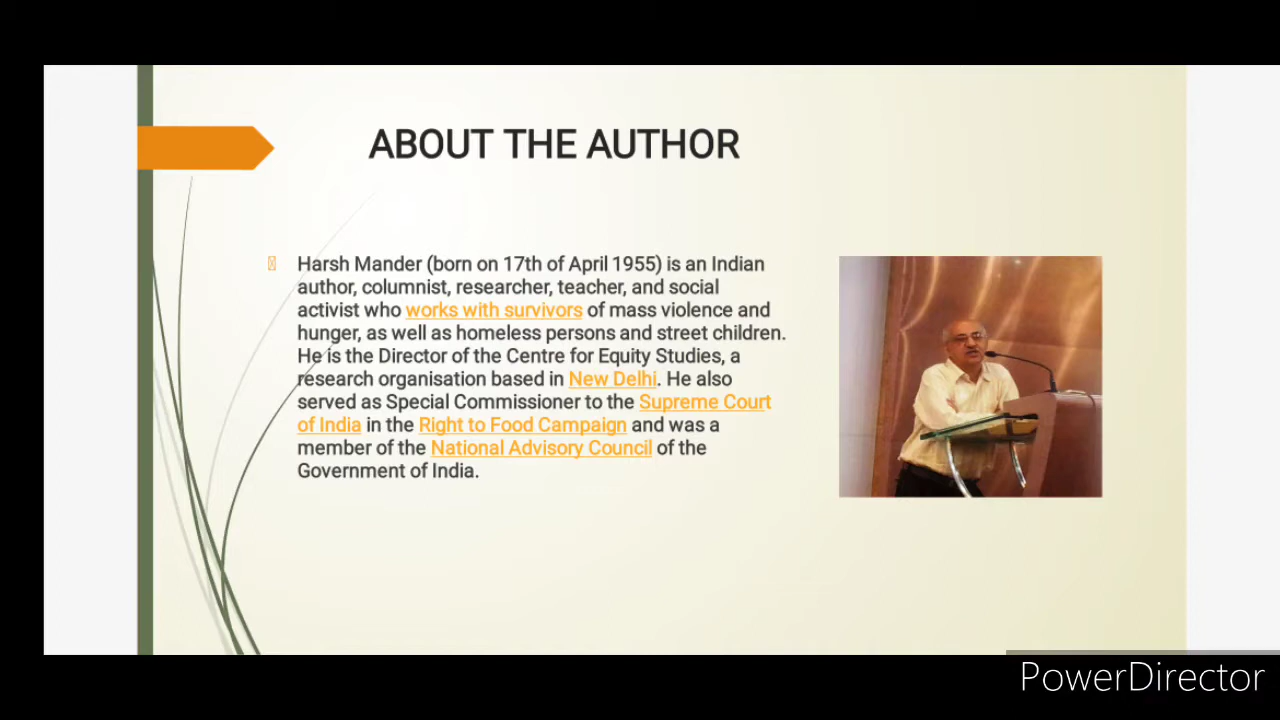 ABOUT THE AUTHOR
Harsh Mander (born on 17th of April 1955) is an Indian
author, columnist, researcher, teacher, and social
activist who works with survivors of mass violence and
hunger, as well as homeless persons and street children.
He is the Director of the Centre for Equity Studies, a
research organisation based in New Delhi. He also
served as Special Commissioner to the Supreme Court
of India in the Right to Food Campaign and was a
member of the National Advisory Council of the
Government of India.
PowerDirector